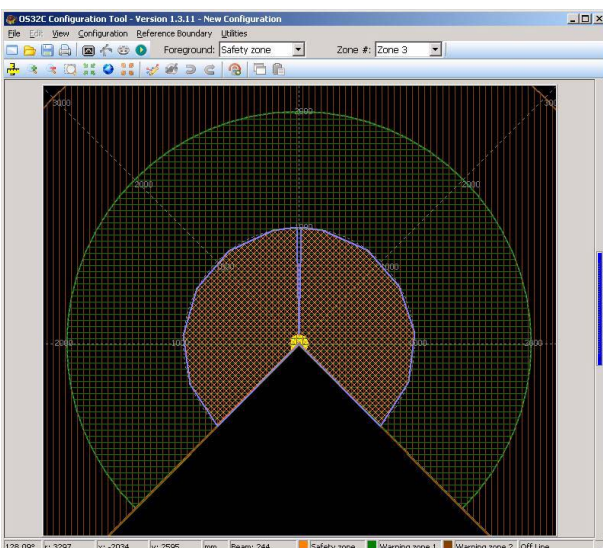 OS32C Configuration Tool - Version 1.3.11 - New Configuration
File Edit View Configuration Reference Boundary Utilities
Foreground: Safety zone Zone #: Zone 3
3000
2000
2000
2000
1000
1000
2000
1000
2000
128.09° r: 3297 x: -2034 y: 2595 mm Beam: 244 Safety zone Warning zone 1 Warning zone 2 Off Line